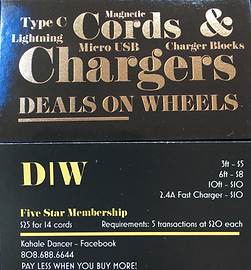 Type C
Magnetic
Cords &
Lightning
Micro USB
Charger Blocks
Chargers
DEALS ON WHEELS
D|W
3ft - $5
6ft - $8
10ft - $10
2.4A Fast Charger - $10
Five Star Membership
$25 for 14 cords
Requirements: 5 transactions at $20 each
Kahale Dancer - Facebook
808.688.6644
PAY LESS WHEN YOU BUY MORE!